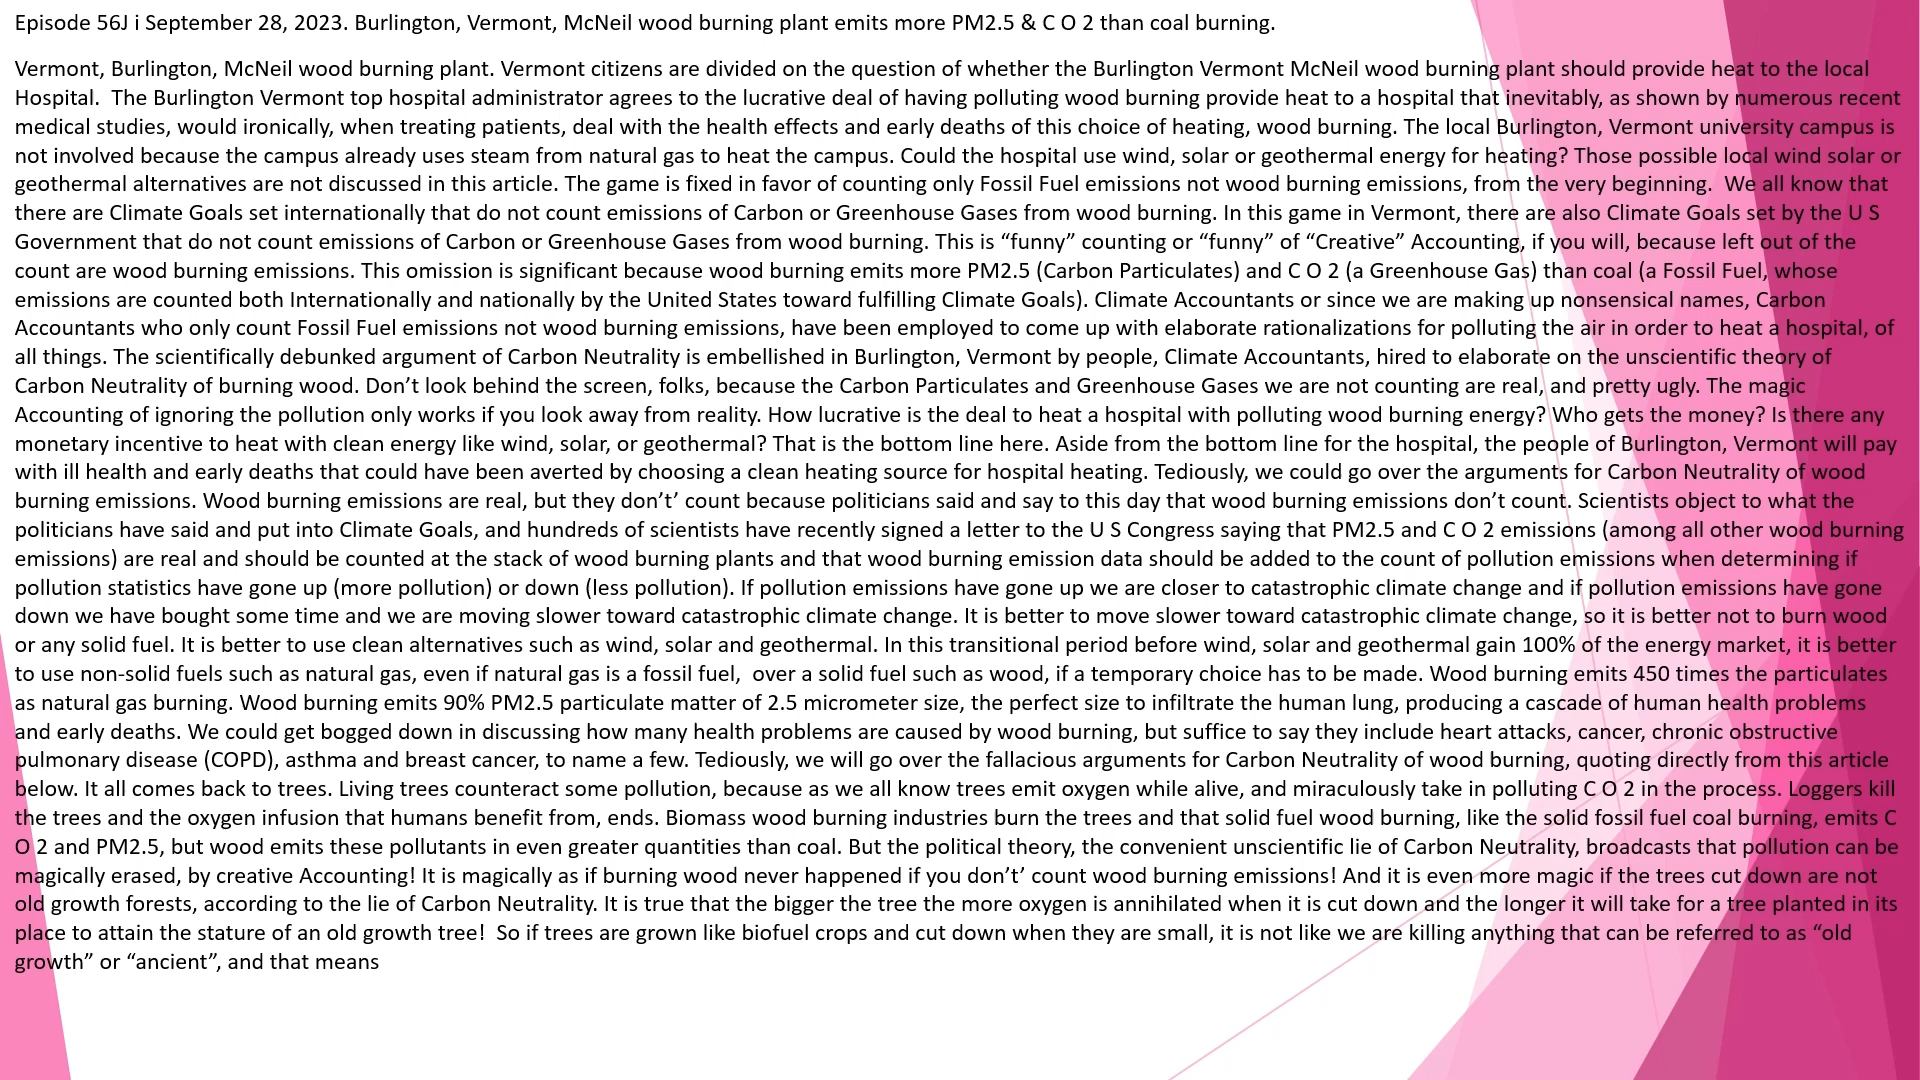 Episode 56J i September 28, 2023. Burlington, Vermont, McNeil wood burning plant emits more PM2.5 & C O 2 than coal burning.
Vermont, Burlington, McNeil wood burning plant. Vermont citizens are divided on the question of whether the Burlington Vermont McNeil wood burning plant should provide heat to the local
Hospital.  The Burlington Vermont top hospital administrator agrees to the lucrative deal of having polluting wood burning provide heat to a hospital that inevitably, as shown by numerous recent
medical studies, would ironically, when treating patients, deal with the health effects and early deaths of this choice of heating, wood burning. The local Burlington, Vermont university campus is
not involved because the campus already uses steam from natural gas to heat the campus. Could the hospital use wind, solar or geothermal energy for heating? Those possible local wind solar or
geothermal alternatives are not discussed in this article. The game is fixed in favor of counting only Fossil Fuel emissions not wood burning emissions, from the very beginning.  We all know that
there are Climate Goals set internationally that do not count emissions of Carbon or Greenhouse Gases from wood burning. In this game in Vermont, there are also Climate Goals set by the U S
Government that do not count emissions of Carbon or Greenhouse Gases from wood burning. This is “funny” counting or “funny” of “Creative” Accounting, if you will, because left out of the
count are wood burning emissions. This omission is significant because wood burning emits more PM2.5 (Carbon Particulates) and C O 2 (a Greenhouse Gas) than coal (a Fossil Fuel, whose
emissions are counted both Internationally and nationally by the United States toward fulfilling Climate Goals). Climate Accountants or since we are making up nonsensical names, Carbon
Accountants who only count Fossil Fuel emissions not wood burning emissions, have been employed to come up with elaborate rationalizations for polluting the air in order to heat a hospital, of
all things. The scientifically debunked argument of Carbon Neutrality is embellished in Burlington, Vermont by people, Climate Accountants, hired to elaborate on the unscientific theory of
Carbon Neutrality of burning wood. Don’t look behind the screen, folks, because the Carbon Particulates and Greenhouse Gases we are not counting are real, and pretty ugly. The magic
Accounting of ignoring the pollution only works if you look away from reality. How lucrative is the deal to heat a hospital with polluting wood burning energy? Who gets the money? Is there any
monetary incentive to heat with clean energy like wind, solar, or geothermal? That is the bottom line here. Aside from the bottom line for the hospital, the people of Burlington, Vermont will pay
with ill health and early deaths that could have been averted by choosing a clean heating source for hospital heating. Tediously, we could go over the arguments for Carbon Neutrality of wood
burning emissions. Wood burning emissions are real, but they don’t’ count because politicians said and say to this day that wood burning emissions don’t count. Scientists object to what the
politicians have said and put into Climate Goals, and hundreds of scientists have recently signed a letter to the U S Congress saying that PM2.5 and C O 2 emissions (among all other wood burning
emissions) are real and should be counted at the stack of wood burning plants and that wood burning emission data should be added to the count of pollution emissions when determining if
pollution statistics have gone up (more pollution) or down (less pollution). If pollution emissions have gone up we are closer to catastrophic climate change and if pollution emissions have gone
down we have bought some time and we are moving slower toward catastrophic climate change. It is better to move slower toward catastrophic climate change, so it is better not to burn wood
or any solid fuel. It is better to use clean alternatives such as wind, solar and geothermal. In this transitional period before wind, solar and geothermal gain 100% of the energy market, it is better
to use non-solid fuels such as natural gas, even if natural gas is a fossil fuel,  over a solid fuel such as wood, if a temporary choice has to be made. Wood burning emits 450 times the particulates
as natural gas burning. Wood burning emits 90% PM2.5 particulate matter of 2.5 micrometer size, the perfect size to infiltrate the human lung, producing a cascade of human health problems
and early deaths. We could get bogged down in discussing how many health problems are caused by wood burning, but suffice to say they include heart attacks, cancer, chronic obstructive
pulmonary disease (COPD), asthma and breast cancer, to name a few. Tediously, we will go over the fallacious arguments for Carbon Neutrality of wood burning, quoting directly from this article
below. It all comes back to trees. Living trees counteract some pollution, because as we all know trees emit oxygen while alive, and miraculously take in polluting C O 2 in the process. Loggers kill
the trees and the oxygen infusion that humans benefit from, ends. Biomass wood burning industries burn the trees and that solid fuel wood burning, like the solid fossil fuel coal burning, emits C
O 2 and PM2.5, but wood emits these pollutants in even greater quantities than coal. But the political theory, the convenient unscientific lie of Carbon Neutrality, broadcasts that pollution can be
magically erased, by creative Accounting! It is magically as if burning wood never happened if you don’t’ count wood burning emissions! And it is even more magic if the trees cut down are not
old growth forests, according to the lie of Carbon Neutrality. It is true that the bigger the tree the more oxygen is annihilated when it is cut down and the longer it will take for a tree planted in its
place to attain the stature of an old growth tree!  So if trees are grown like biofuel crops and cut down when they are small, it is not like we are killing anything that can be referred to as “old
growth” or “ancient”, and that means